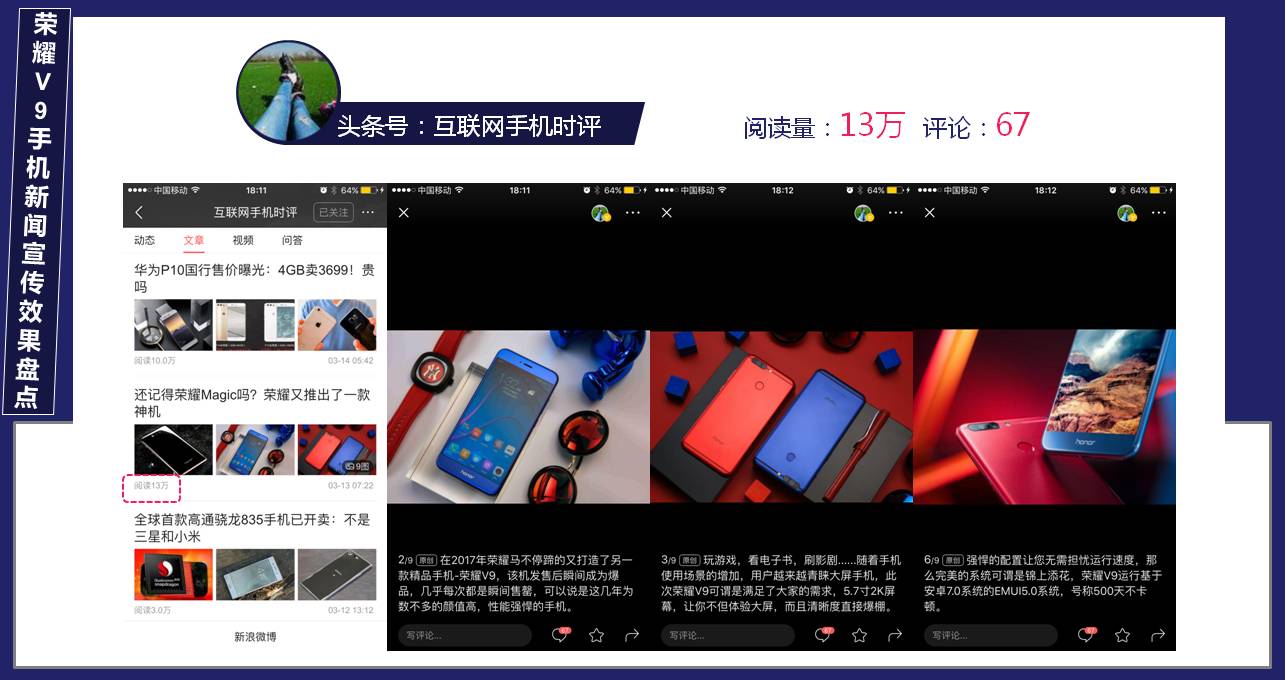 荣耀V9手机新闻宣传效果盘点
头条号：互联网手机时评
阅读量：13万 评论：67
中国移动 18:11 64%
互联网手机时评 已关注
动态 文章 视频 问答
华为P10国行售价曝光：4GB卖3699！贵
吗
阅读10.0万 03-14 05:42
还记得荣耀Magic吗？荣耀又推出了一款
神机
9图
阅读13万 03-13 07:22
全球首款高通骁龙835手机已开卖：不是
三星和小米
snapdragon
阅读3.0万 03-12 13:12
新浪微博
中国移动 18:11 64%
honor
2/9 原创 在2017年荣耀马不停蹄的又打造了另一
款精品手机-荣耀V9，该机发售后瞬间成为爆
品，几乎每次都是瞬间售罄，可以说是这几年为
数不多的颜值高，性能强悍的手机。
写评论... 67
中国移动 18:12 64%
3/9 原创 玩游戏，看电子书，刷影剧......随着手机
使用场景的增加，用户越来越青睐大屏手机，此
次荣耀V9可谓是满足了大家的需求，5.7寸2K屏
幕，让你不但体验大屏，而且清晰度直接爆棚。
写评论... 67
中国移动 18:12 64%
honor
6/9 原创 强悍的配置让您无需担忧运行速度，那
么完美的系统可谓是锦上添花，荣耀V9运行基于
安卓7.0系统的EMUI5.0系统，号称500天不卡
顿。
写评论... 67